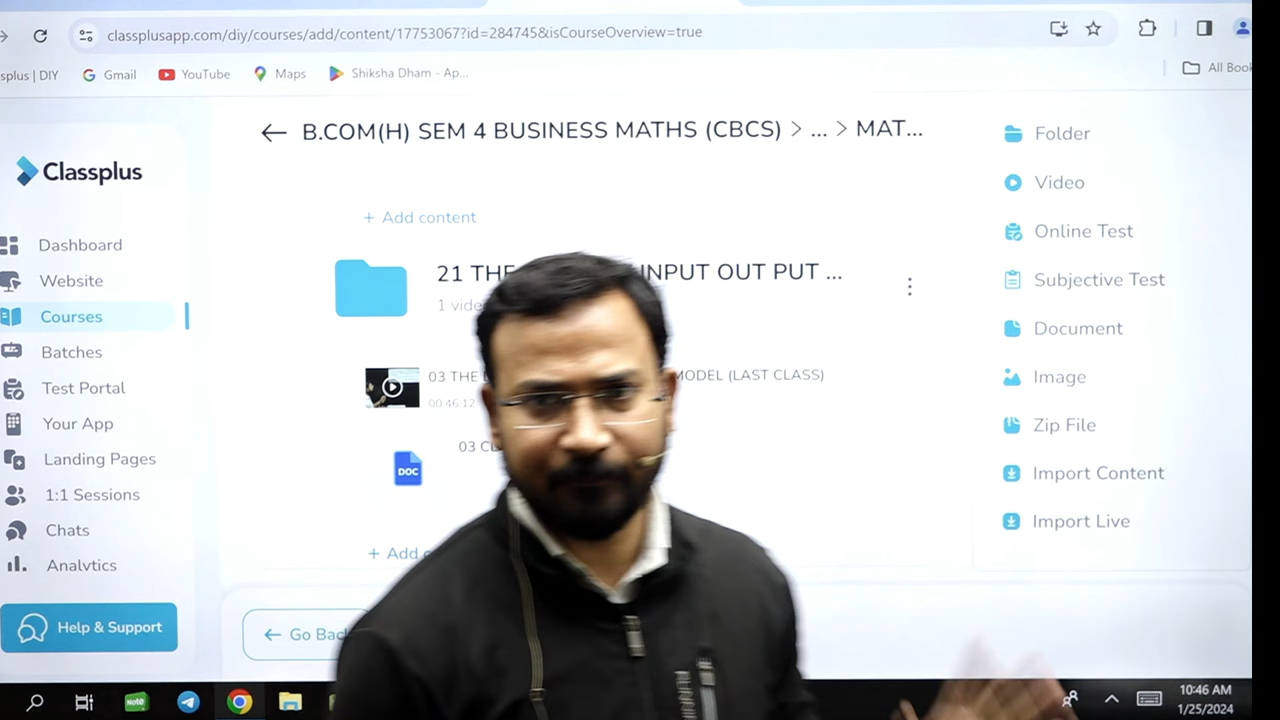 classplusapp.com/diy/courses/add/content/17753067?id=284745&isCourseOverview=true
splus | DIY
Gmail
YouTube
Maps
Shiksha Dham - Ap...
All Book
B.COM(H) SEM 4 BUSINESS MATHS (CBCS) > ... > MAT...
Classplus
Dashboard
Website
Courses
Batches
Test Portal
Your App
Landing Pages
1:1 Sessions
Chats
Analytics
Help & Support
+ Add content
21 THE INPUT OUT PUT ...
1 vide
03 THE MODEL (LAST CLASS)
00:46:12
03 CL
DOC
+ Add c
Go Back
Folder
Video
Online Test
Subjective Test
Document
Image
Zip File
Import Content
Import Live
Note
10:46 AM
1/25/2024